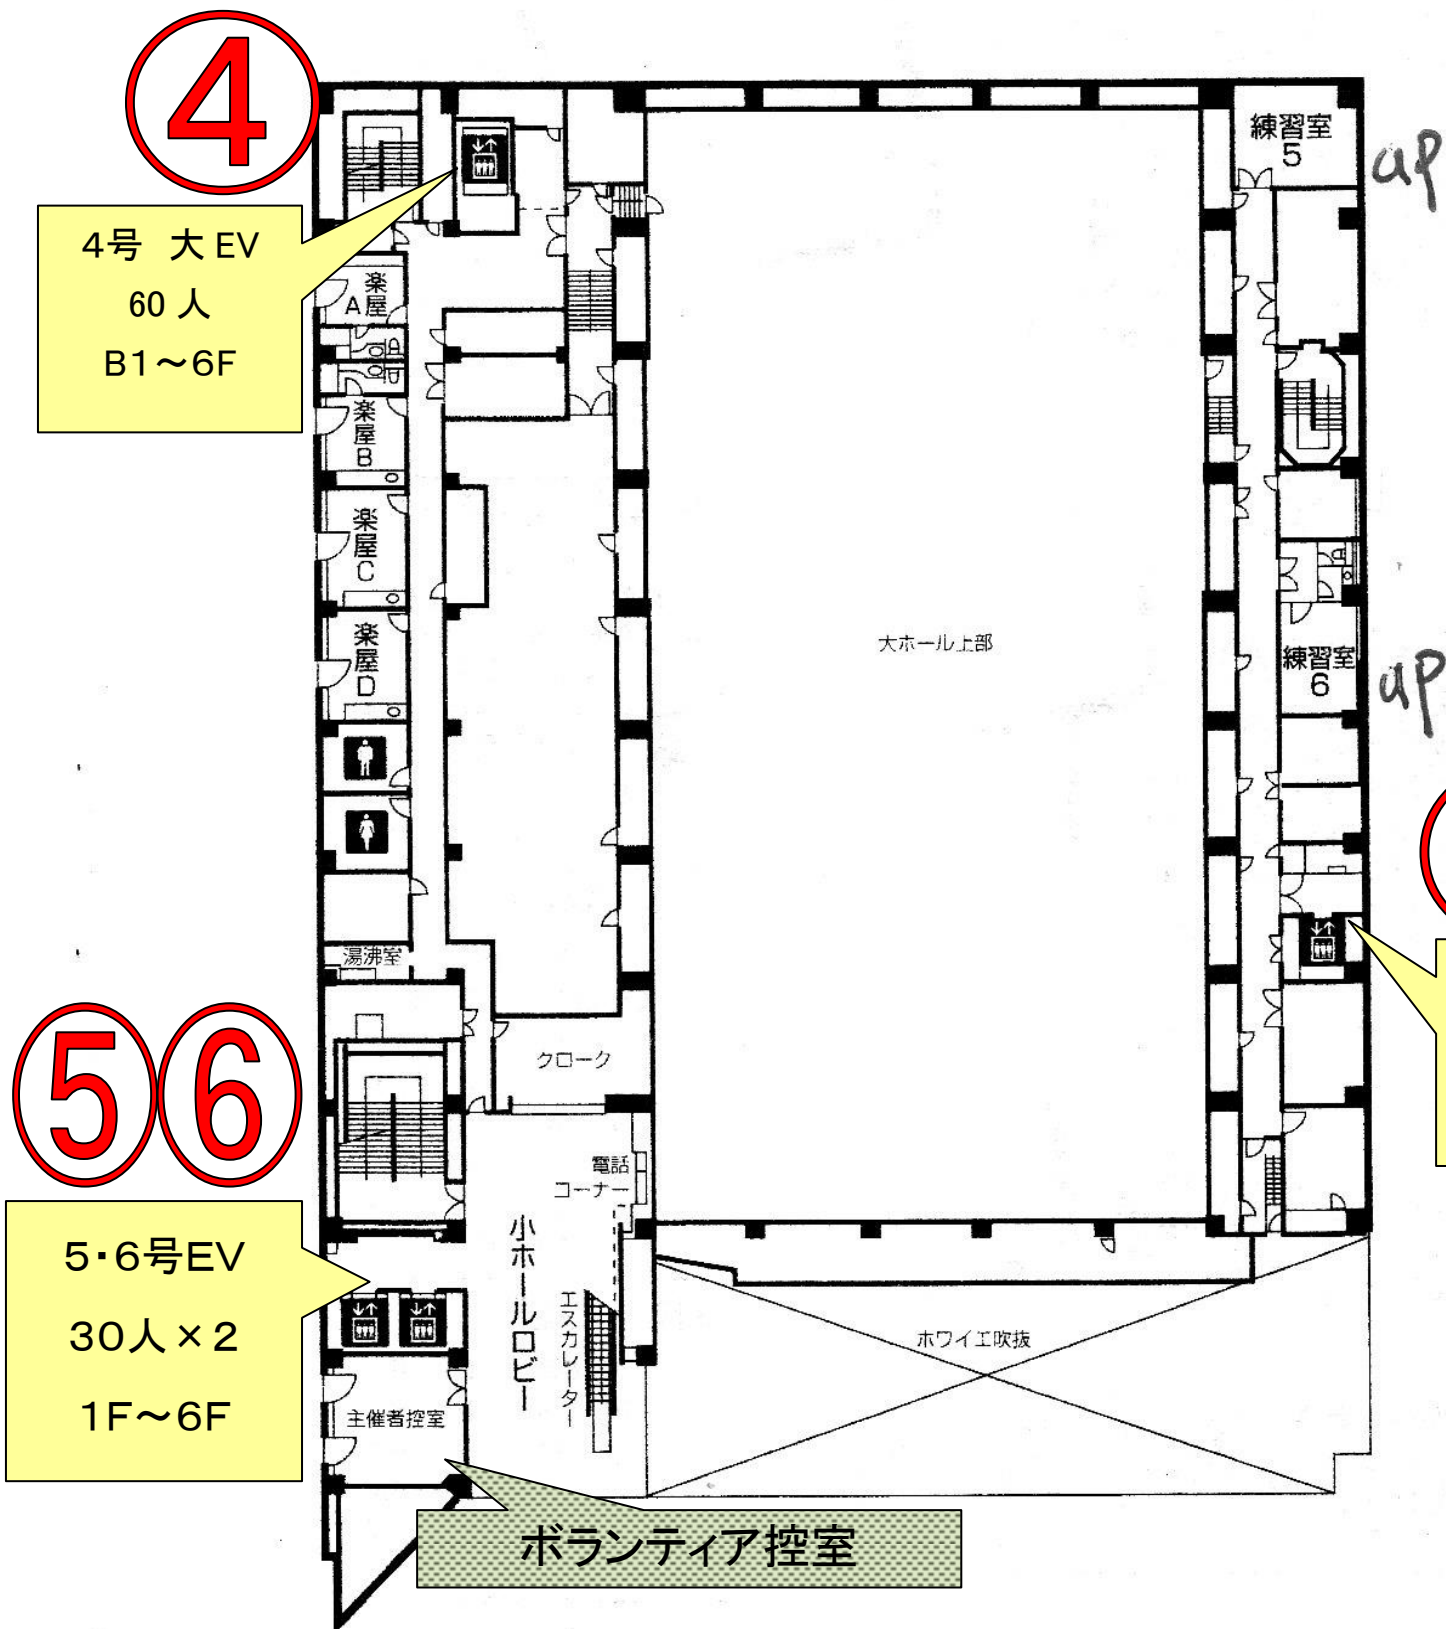 ④
4号 大EV
60人
B1～6F
練習室
5
up
楽屋
A
楽屋
B
楽屋
C
楽屋
D
大ホール上部
練習室
6
up
湯沸室
クローク
⑤⑥
5・6号EV
30人×2
1F～6F
電話
コーナー
小ホールロビー
エスカレーター
ホワイエ吹抜
主催者控室
ボランティア控室